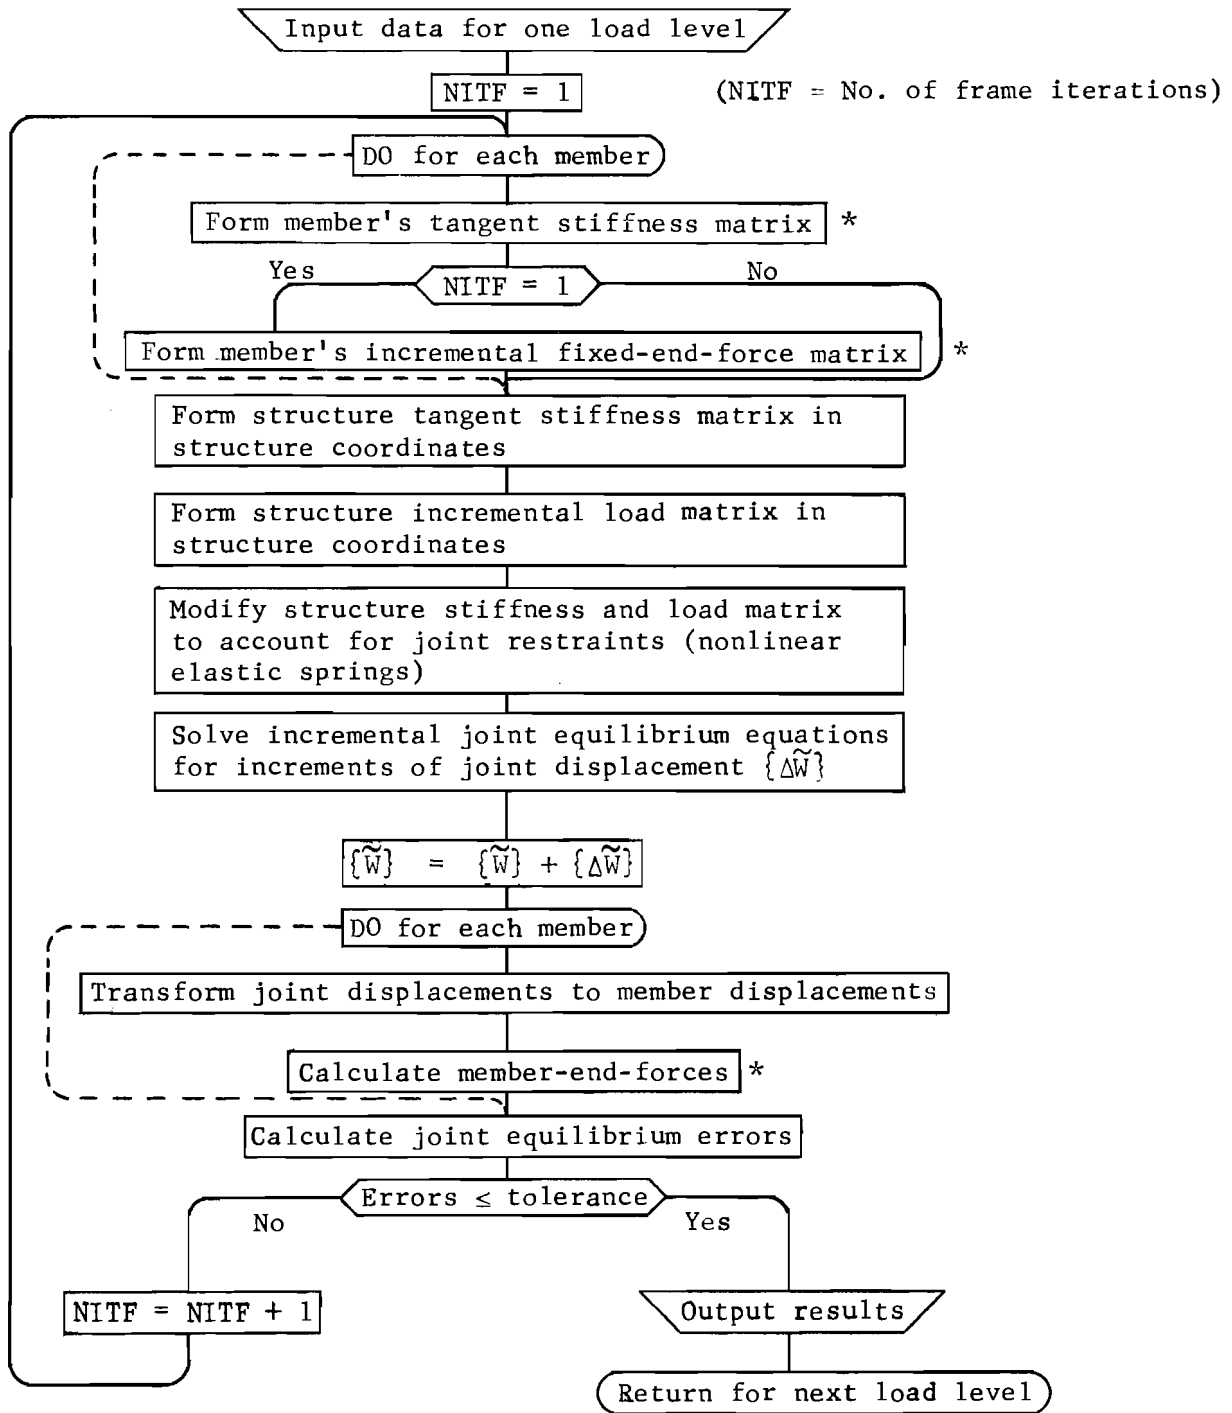 Input data for one load level
NITF = 1
(NITF = No. of frame iterations)
DO for each member
Form member's tangent stiffness matrix *
Yes
NITF = 1
No
Form member's incremental fixed-end-force matrix *
Form structure tangent stiffness matrix in
structure coordinates
Form structure incremental load matrix in
structure coordinates
Modify structure stiffness and load matrix
to account for joint restraints (nonlinear
elastic springs)
Solve incremental joint equilibrium equations
for increments of joint displacement {ΔW̃}
{W̃} = {W̃} + {ΔW̃}
DO for each member
Transform joint displacements to member displacements
Calculate member-end-forces *
Calculate joint equilibrium errors
Errors ≤ tolerance
No
Yes
NITF = NITF + 1
Output results
Return for next load level